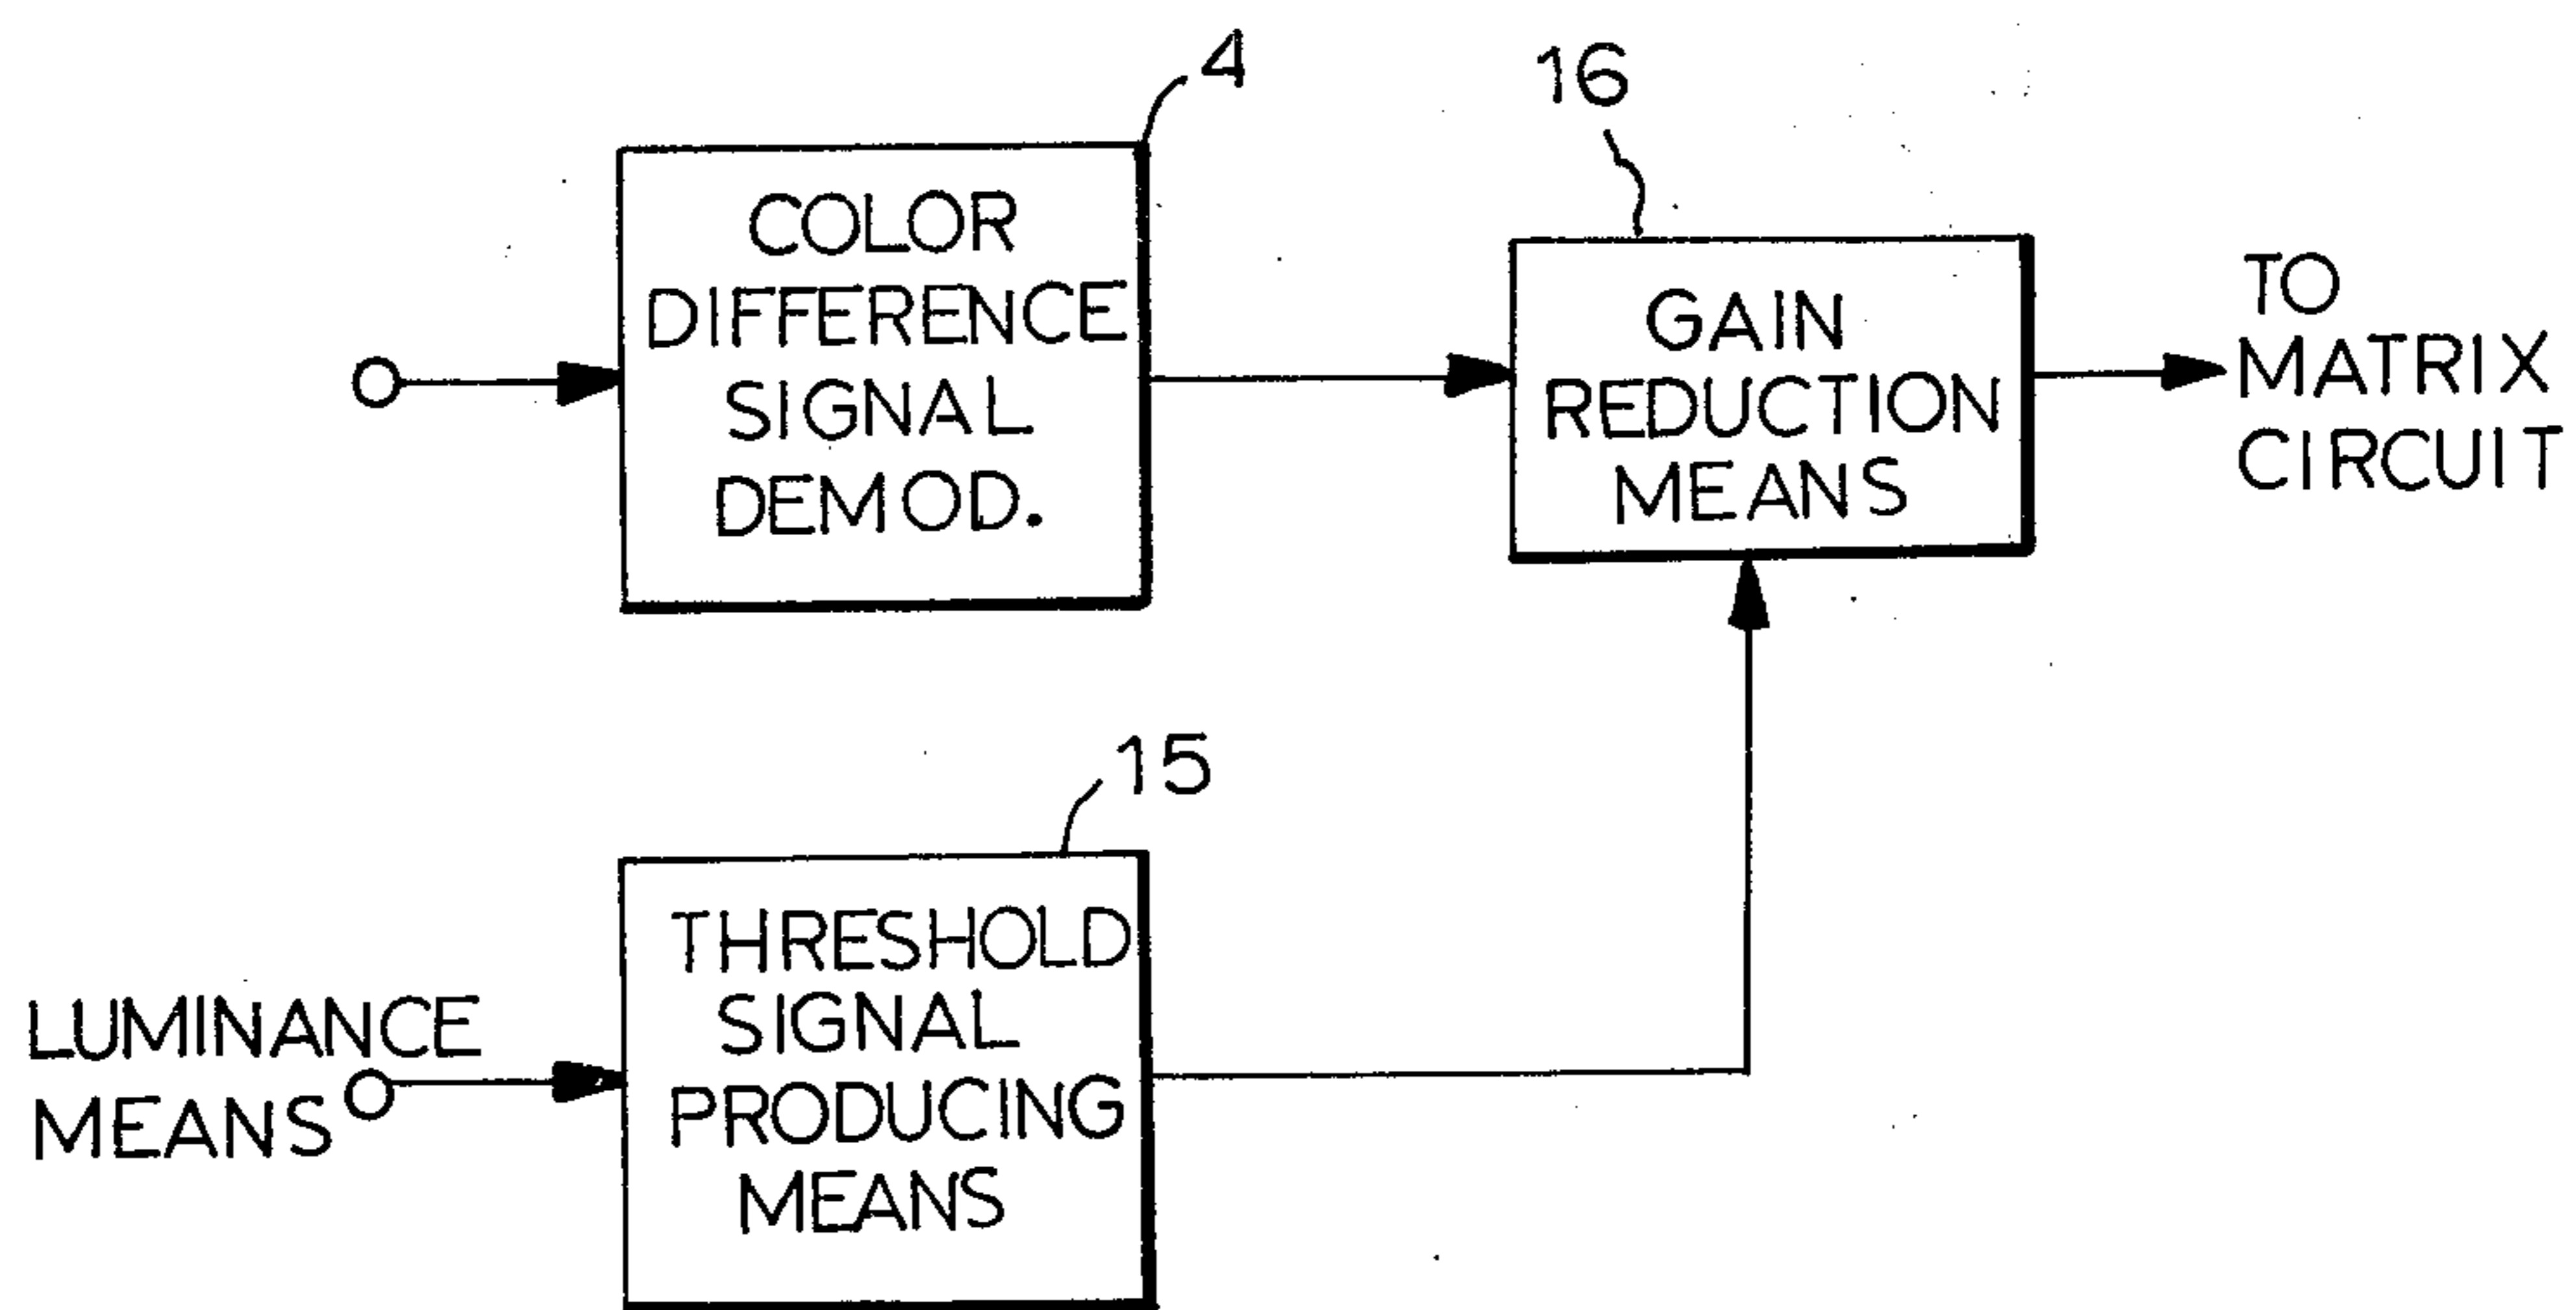 4
COLOR
DIFFERENCE
SIGNAL
DEMOD.
16
GAIN
REDUCTION
MEANS
TO
MATRIX
CIRCUIT
15
THRESHOLD
SIGNAL
PRODUCING
MEANS
LUMINANCE
MEANS